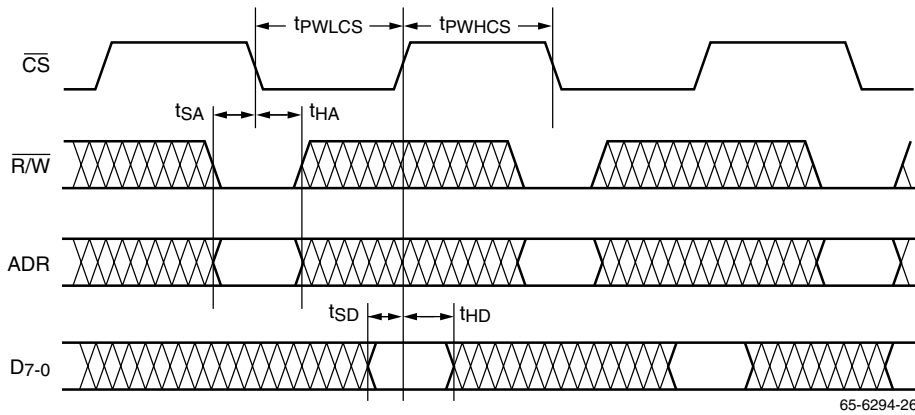 tPWLCS tPWHCS
CS
tSA tHA
R/W
ADR
tSD tHD
D7-0
65-6294-26